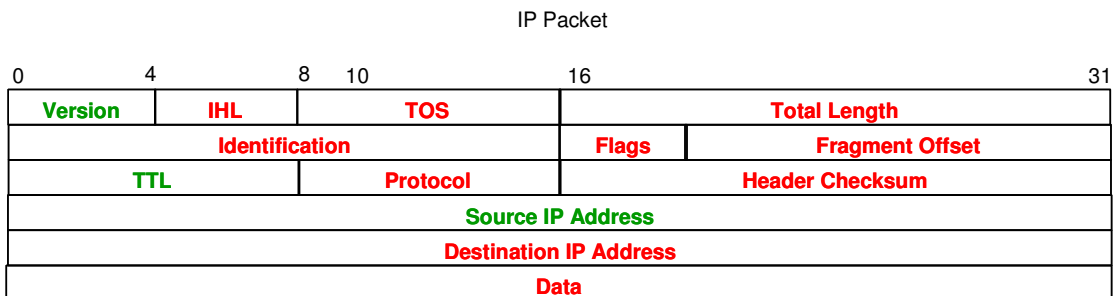 IP Packet
0 4 8 10 16 31
Version IHL TOS Total Length
Identification Flags Fragment Offset
TTL Protocol Header Checksum
Source IP Address
Destination IP Address
Data